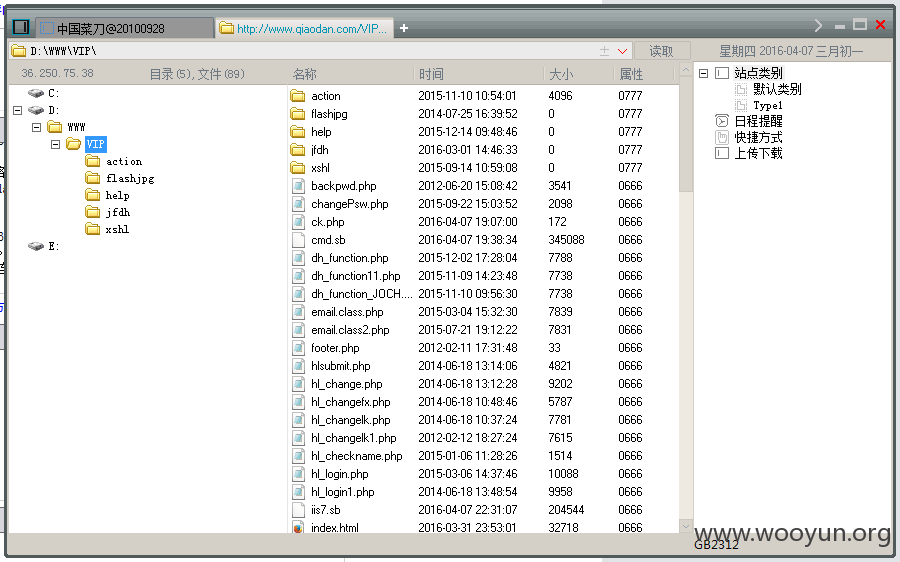 中国菜刀@20100928
http://www.qiaodan.com/VIP...
D:\WWW\VIP\
读取
星期四 2016-04-07 三月初一
36.250.75.38
目录(5),文件(89)
名称 时间 大小 属性
C:
D:
WWW
VIP
action
flashjpg
help
jfdh
xshl
E:
action 2015-11-10 10:54:01 4096 0777
flashjpg 2014-07-25 16:39:52 0 0777
help 2015-12-14 09:48:46 0 0777
jfdh 2016-03-01 14:46:33 0 0777
xshl 2015-09-14 10:59:08 0 0777
backpwd.php 2012-06-20 15:08:42 3541 0666
changePsw.php 2015-09-22 15:03:52 2098 0666
ck.php 2016-04-07 19:07:00 172 0666
cmd.sb 2016-04-07 19:38:34 345088 0666
dh_function.php 2015-12-02 17:28:04 7788 0666
dh_function11.php 2015-11-09 14:23:48 7738 0666
dh_function_JOCH.... 2015-11-10 09:56:30 7738 0666
email.class.php 2015-03-04 15:32:30 7839 0666
email.class2.php 2015-07-21 19:12:22 7831 0666
footer.php 2012-02-11 17:31:48 33 0666
hlsubmit.php 2014-06-18 13:14:06 4821 0666
hl_change.php 2014-06-18 13:12:28 9202 0666
hl_changefx.php 2014-06-18 10:48:46 5787 0666
hl_changelk.php 2014-06-18 10:37:24 7781 0666
hl_changelk1.php 2012-02-12 18:27:24 7615 0666
hl_checkname.php 2015-01-06 11:28:26 1514 0666
hl_login.php 2015-03-06 14:37:46 10088 0666
hl_login1.php 2014-06-18 13:48:54 9958 0666
iis7.sb 2016-04-07 22:31:07 204544 0666
index.html 2016-03-31 23:53:01 32718 0666
站点类别
默认类别
Type1
日程提醒
快捷方式
上传下载
www.wooyun.org
GB2312